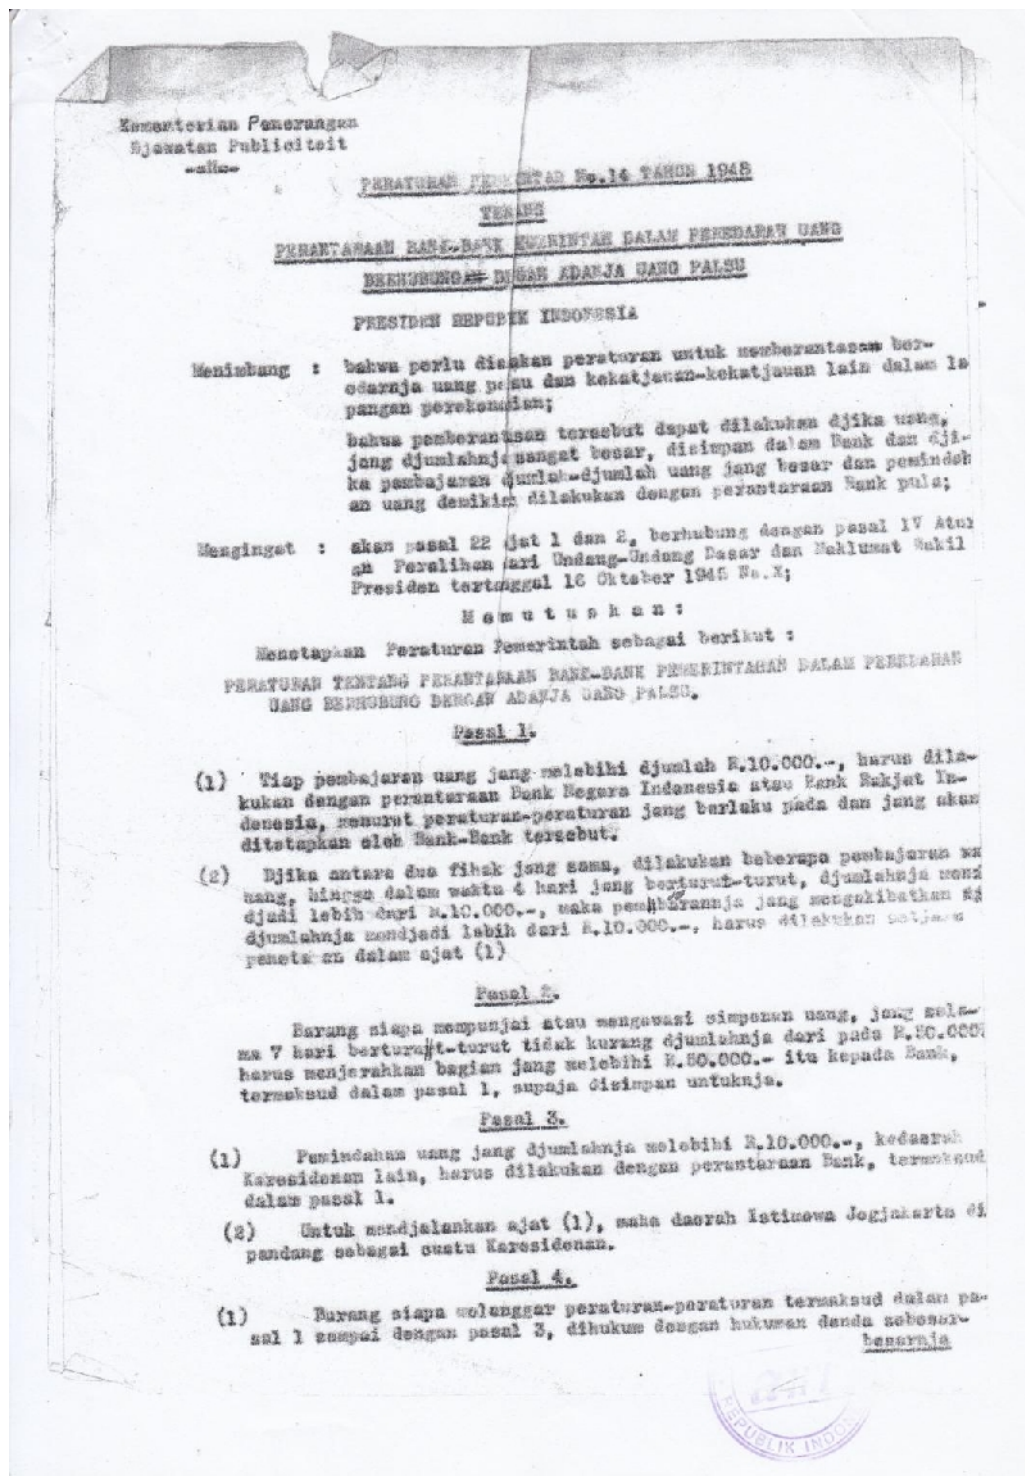 Kementerian Penerangan
Djawatan Publiciteit
PERATURAN No.14 TAHUN 1948
TENTANG
PERANTARAAN BANK-BANK PEMERINTAH DALAM PEREDARAN UANG
BERHUBUNGAN DENGAN ADANJA UANG PALSU
PRESIDEN REPUBIK INDONESIA
Menimbang : bahwa perlu diadakan peraturan untuk memberantasan ber-
edarnja uang palsu dan kekatjauan-kekatjauan lain dalam la
pangan perekonomian;
bahwa pemberantasan tersebut dapat dilakukan djika uang,
jang djumlahnja sangat besar, disimpan dalam Bank dan dji-
ka pembajaran djumlah-djumlah uang jang besar dan pemindah
an uang demikian dilakukan dengan perantaraan Bank pula;
Mengingat : akan pasal 22 ajat 1 dan 2, berhubung dengan pasal IV Atur
an Peralihan dari Undang-Undang Dasar dan Maklumat Wakil
Presiden tertanggal 16 Oktober 1945 No.X;
M e m u t u s k a n :
Menetapkan Peraturan Pemerintah sebagai berikut :
PERATURAN TENTANG PERANTARAAN BANK-BANK PEMERINTAHAN DALAM PEREDARAN
UANG BERHUBUNG DENGAN ADANJA UANG PALSU.
Pasal 1.
(1) Tiap pembajaran uang jang melebihi djumlah R.10.000.-, harus dila-
kukan dengan perantaraan Bank Negara Indonesia atau Bank Rakjat In-
donesia, menurut peraturan-peraturan jang berlaku pada dan jang akan
ditetapkan oleh Bank-Bank tersebut.
(2) Djika antara dua fihak jang sama, dilakukan beberapa pembajaran
uang, hingga dalam waktu 4 hari jang berturut-turut, djumlahnja men
djadi lebih dari R.10.000.-, maka jang mengakibatkan
djumlahnja mendjadi lebih dari R.10.000.-, harus dilakukan setjara
dalam ajat (1)
Pasal 2.
Barang siapa mempunjai atau menguasai simpanan uang, jang sela-
ma 7 hari berturut-turut tidak kurang djumlahnja dari pada R.50.000
harus menjerahkan bagian jang melebihi R.50.000.- itu kepada Bank,
termaksud dalam pasal 1, supaja disimpan untuknja.
Pasal 3.
(1) Pemindahan uang jang djumlahnja melebihi R.10.000.-, kedaerah
Karesidenan lain, harus dilakukan dengan perantaraan Bank, termaksud
dalam pasal 1.
(2) Untuk mendjalankan ajat (1), maka daerah Istimewa Jogjakarta di
pandang sebagai suatu Karesidenan.
Pasal 4.
(1) Barang siapa melanggar peraturan-peraturan termaksud dalam pa-
sal 1 sampai dengan pasal 3, dihukum dengan hukuman denda sebesar-
besarnja
REPUBLIK INDONESIA